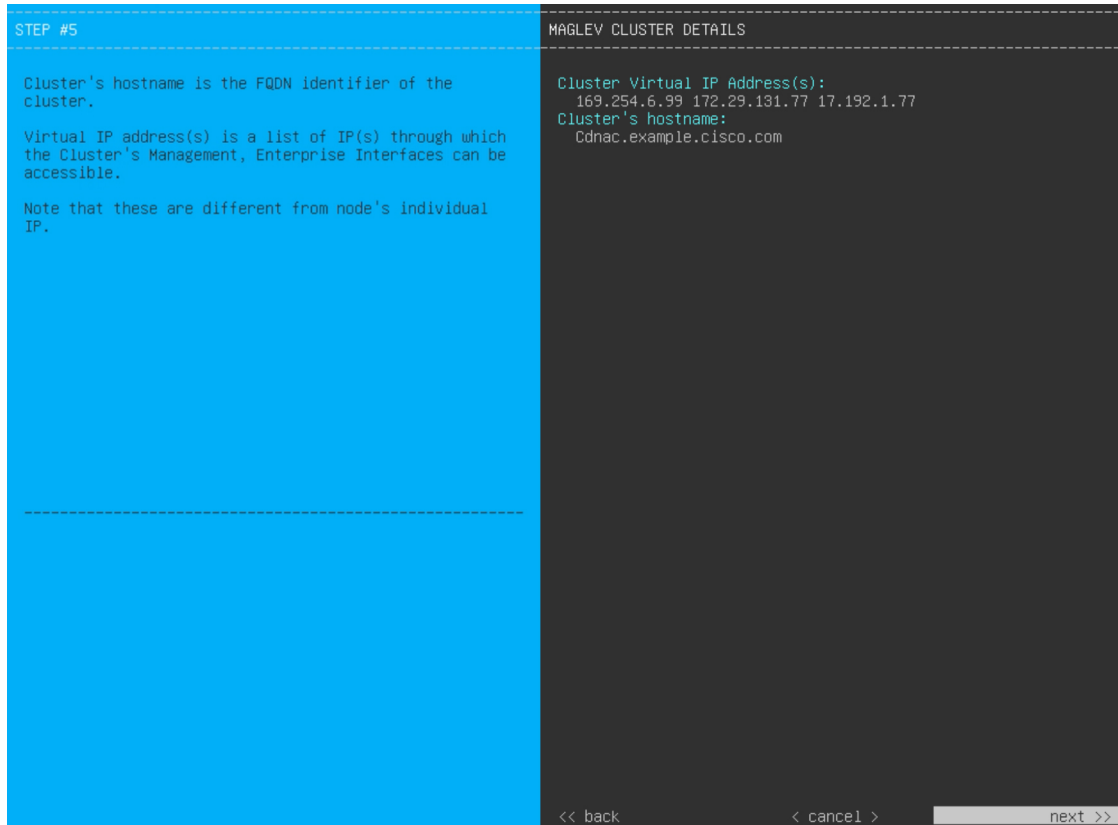 STEP #5
Cluster's hostname is the FQDN identifier of the
cluster.
Virtual IP address(s) is a list of IP(s) through which
the Cluster's Management, Enterprise Interfaces can be
accessible.
Note that these are different from node's individual
IP.
MAGLEV CLUSTER DETAILS
Cluster Virtual IP Address(s):
169.254.6.99 172.29.131.77 17.192.1.77
Cluster's hostname:
Cdnac.example.cisco.com
<< back
< cancel >
next >>